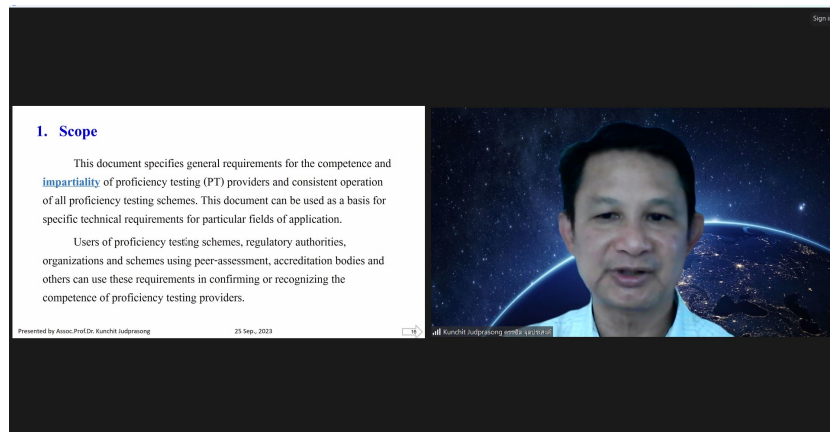 Sign i
1. Scope
This document specifies general requirements for the competence and
impartiality of proficiency testing (PT) providers and consistent operation
of all proficiency testing schemes. This document can be used as a basis for
specific technical requirements for particular fields of application.
Users of proficiency testing schemes, regulatory authorities,
organizations and schemes using peer-assessment, accreditation bodies and
others can use these requirements in confirming or recognizing the
competence of proficiency testing providers.
Presented by Assoc.Prof.Dr. Kunchit Judprasong 25 Sep., 2023 18
Kunchit Judprasong